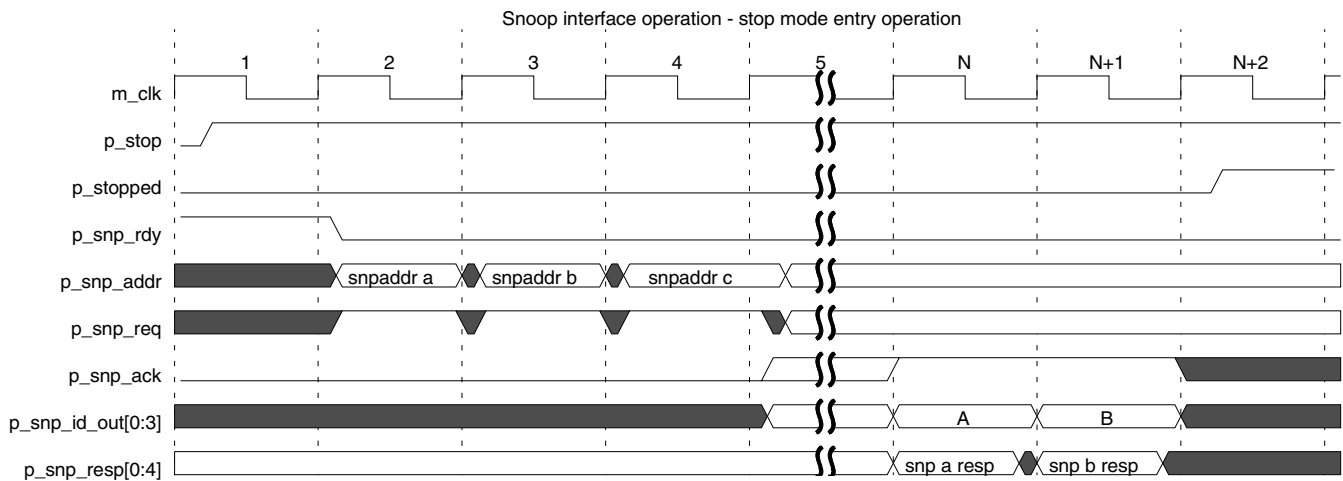 Snoop interface operation - stop mode entry operation
1 2 3 4 5 N N+1 N+2
m_clk
p_stop
p_stopped
p_snp_rdy
p_snp_addr snpaddr a snpaddr b snpaddr c
p_snp_req
p_snp_ack
p_snp_id_out[0:3] A B
p_snp_resp[0:4] snp a resp snp b resp